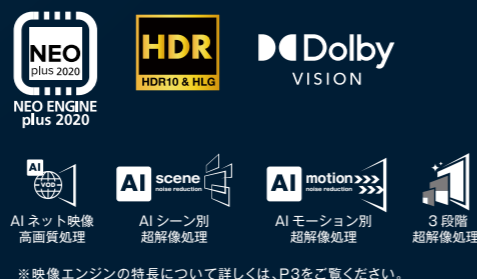 NEO
plus 2020
NEO ENGINE
plus 2020
HDR
HDR10 & HLG
Dolby
VISION
AI
VOD
AI ネット映像
高画質処理
AI scene
noise reduction
AI シーン別
超解像処理
AI motion
noise reduction
AI モーション別
超解像処理
3 段階
超解像処理
※映像エンジンの特長について詳しくは、P3をご覧ください。